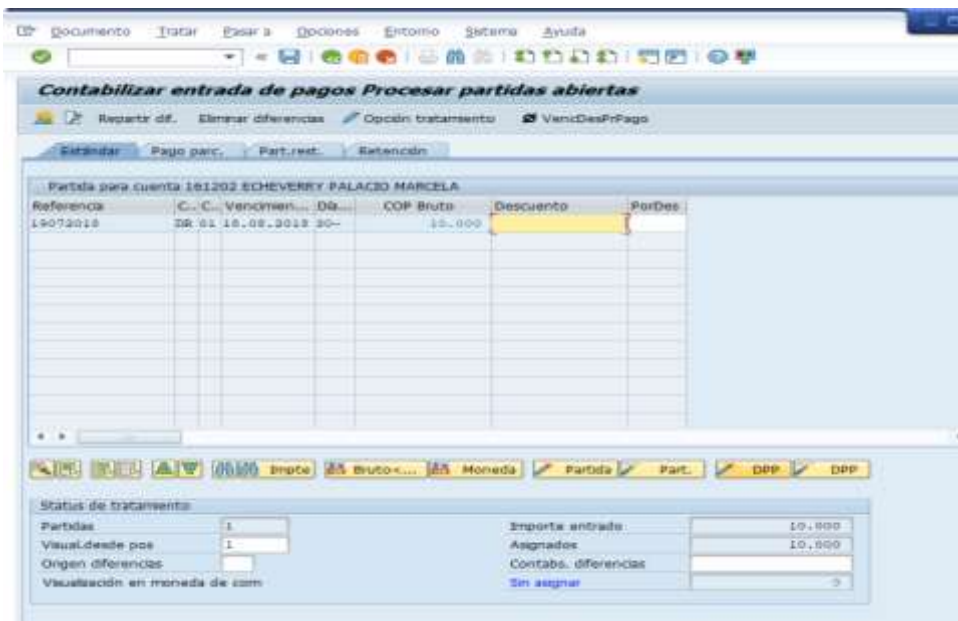 Documento Tratar Pasar a Opciones Entorno Sistema Ayuda
Contabilizar entrada de pagos Procesar partidas abiertas
Repartir dif. Eliminar diferencias Opción tratamiento VencDesPrPago
Estándar Pago parc. Part.rest. Retención
Partida para cuenta 161202 ECHEVERRY PALACIO MARCELA
Referencia C.. C.. Vencimien... Día... COP Bruto Descuento PorDes
19072018 DR 01 18.08.2018 30- 10.000
Impte Bruto<... Moneda Partida Part. DPP DPP
Status de tratamiento
Partidas 1 Importe entrado 10.000
Visual.desde pos 1 Asignados 10.000
Origen diferencias Contabs. diferencias
Visualización en moneda de com Sin asignar 0